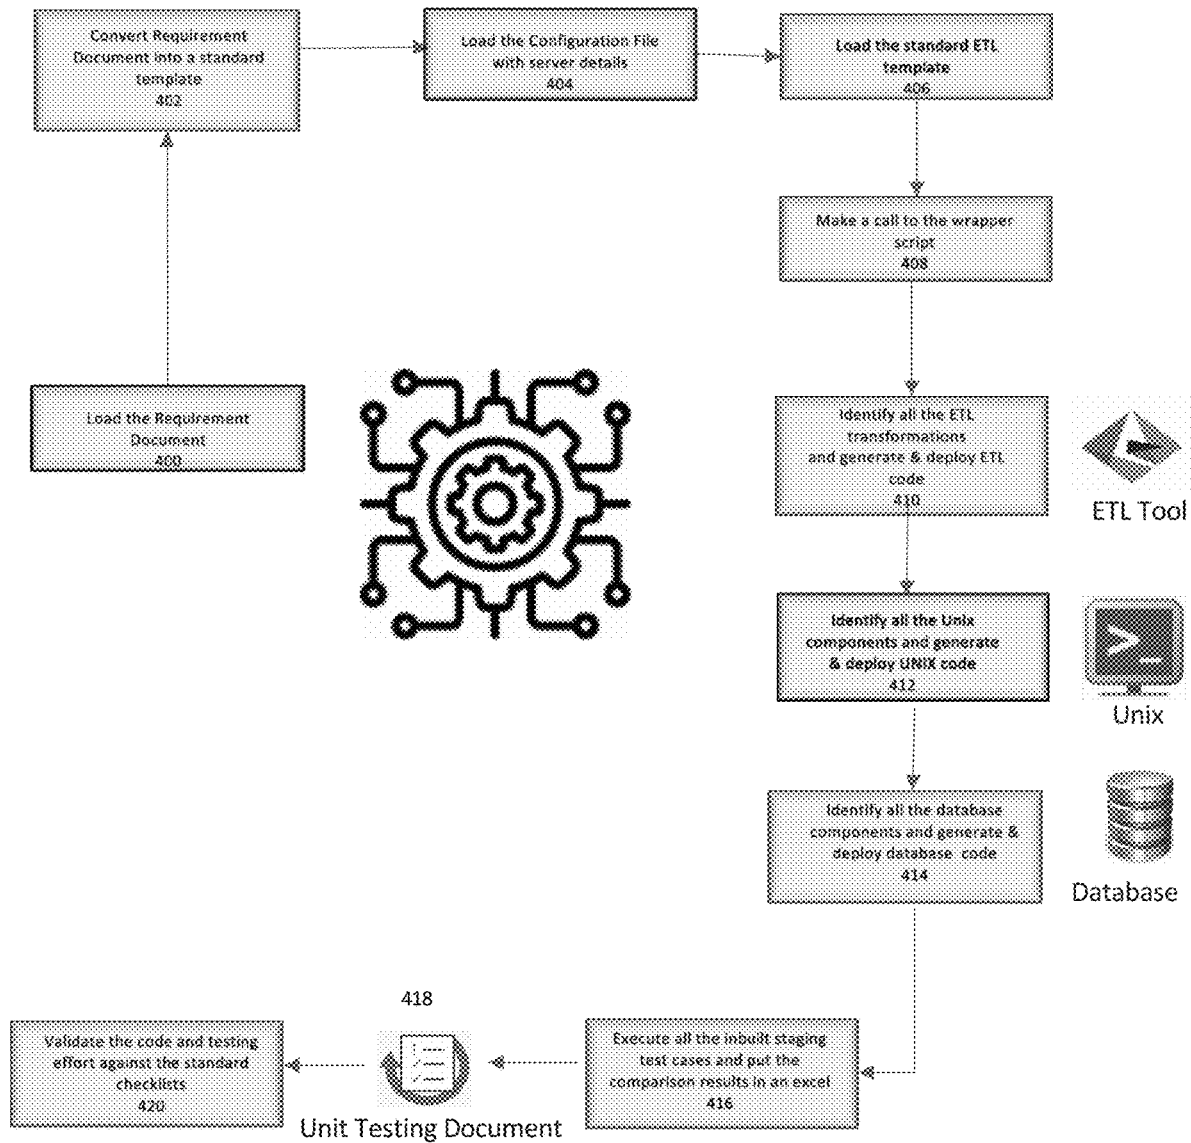 Convert Requirement
Document into a standard
template
402
Load the Configuration File
with server details
404
Load the standard ETL
template
406
Make a call to the wrapper
script
408
Load the Requirement
Document
400
Identify all the ETL
transformations
and generate & deploy ETL
code
410
ETL Tool
Identify all the Unix
components and generate
& deploy UNIX code
412
>_
Unix
Identify all the database
components and generate &
deploy database code
414
Database
Execute all the inbuilt staging
test cases and put the
comparison results in an excel
416
418
Unit Testing Document
Validate the code and testing
effort against the standard
checklists
420